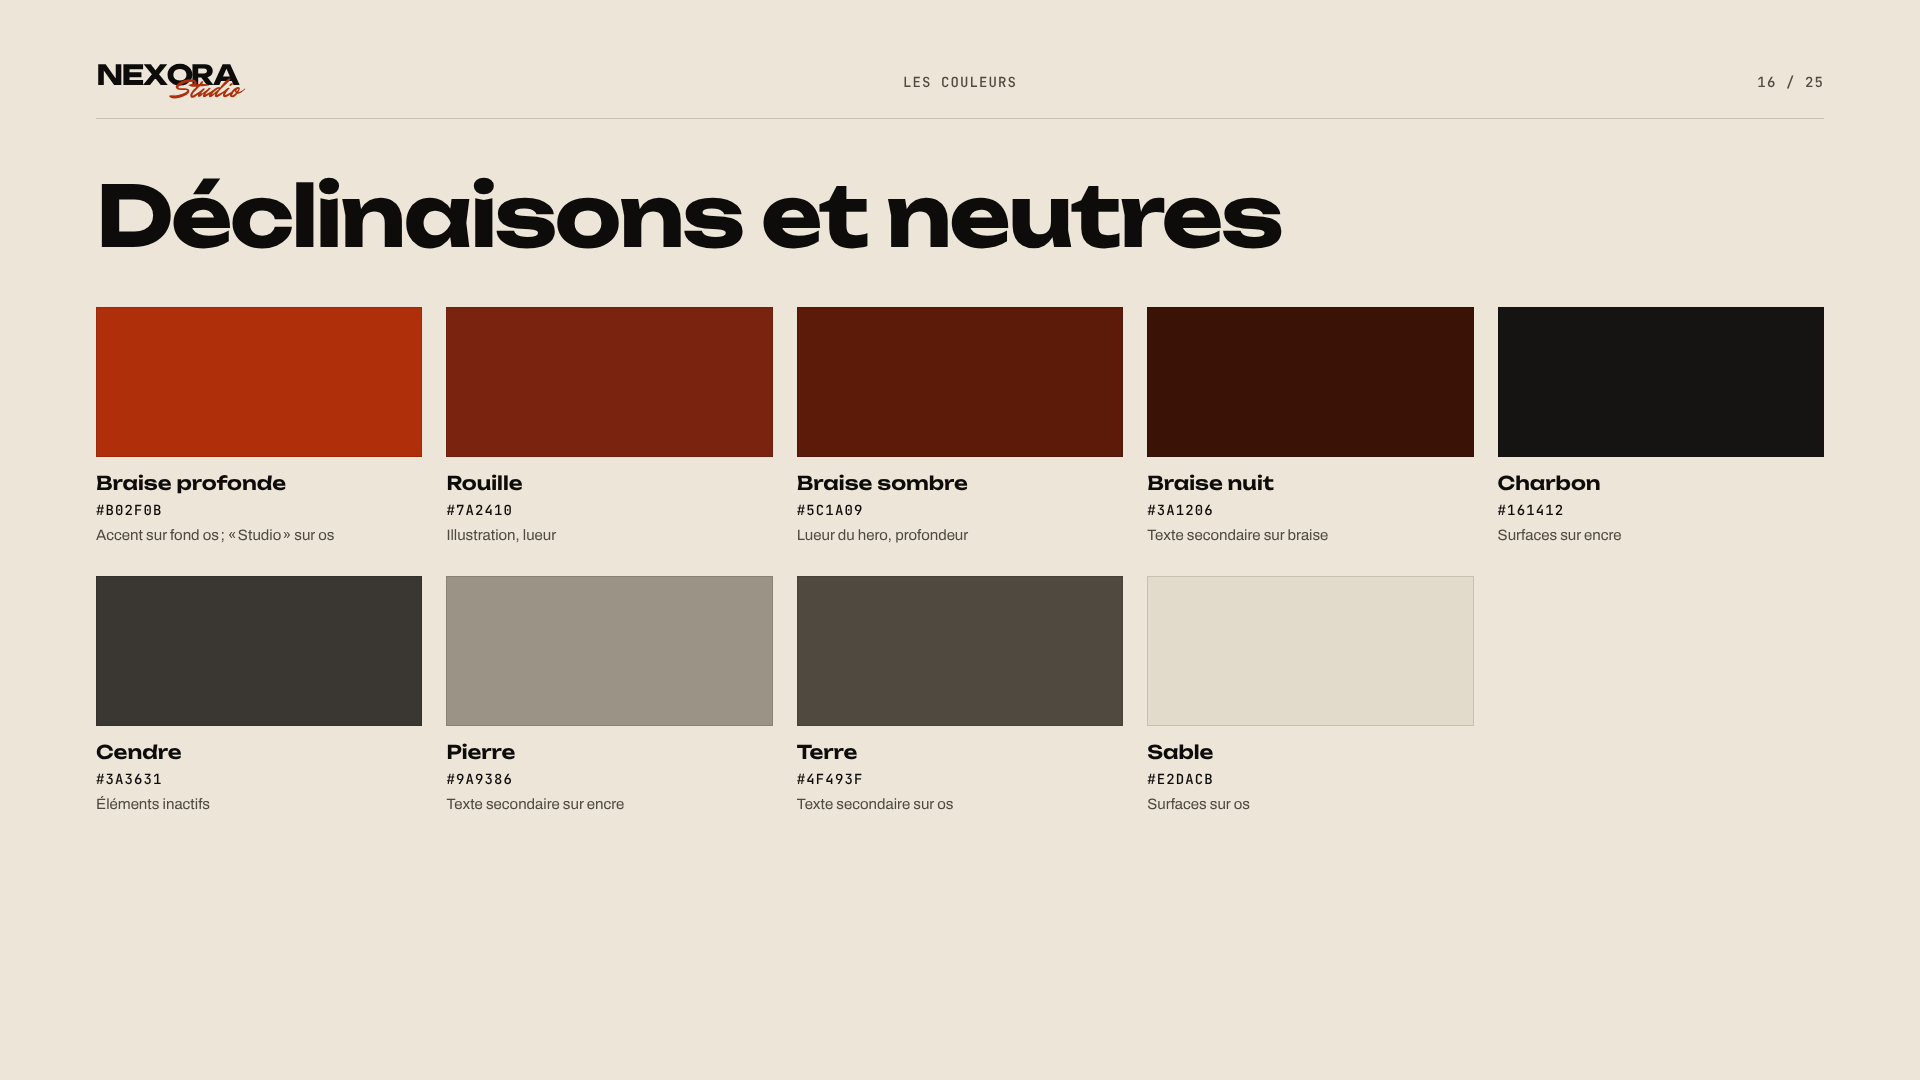 NEXORA
Studio
LES COULEURS
16 / 25
Déclinaisons et neutres
Braise profonde
#B02F0B
Accent sur fond os ; « Studio » sur os
Rouille
#7A2410
Illustration, lueur
Braise sombre
#5C1A09
Lueur du hero, profondeur
Braise nuit
#3A1206
Texte secondaire sur braise
Charbon
#161412
Surfaces sur encre
Cendre
#3A3631
Éléments inactifs
Pierre
#9A9386
Texte secondaire sur encre
Terre
#4F493F
Texte secondaire sur os
Sable
#E2DACB
Surfaces sur os